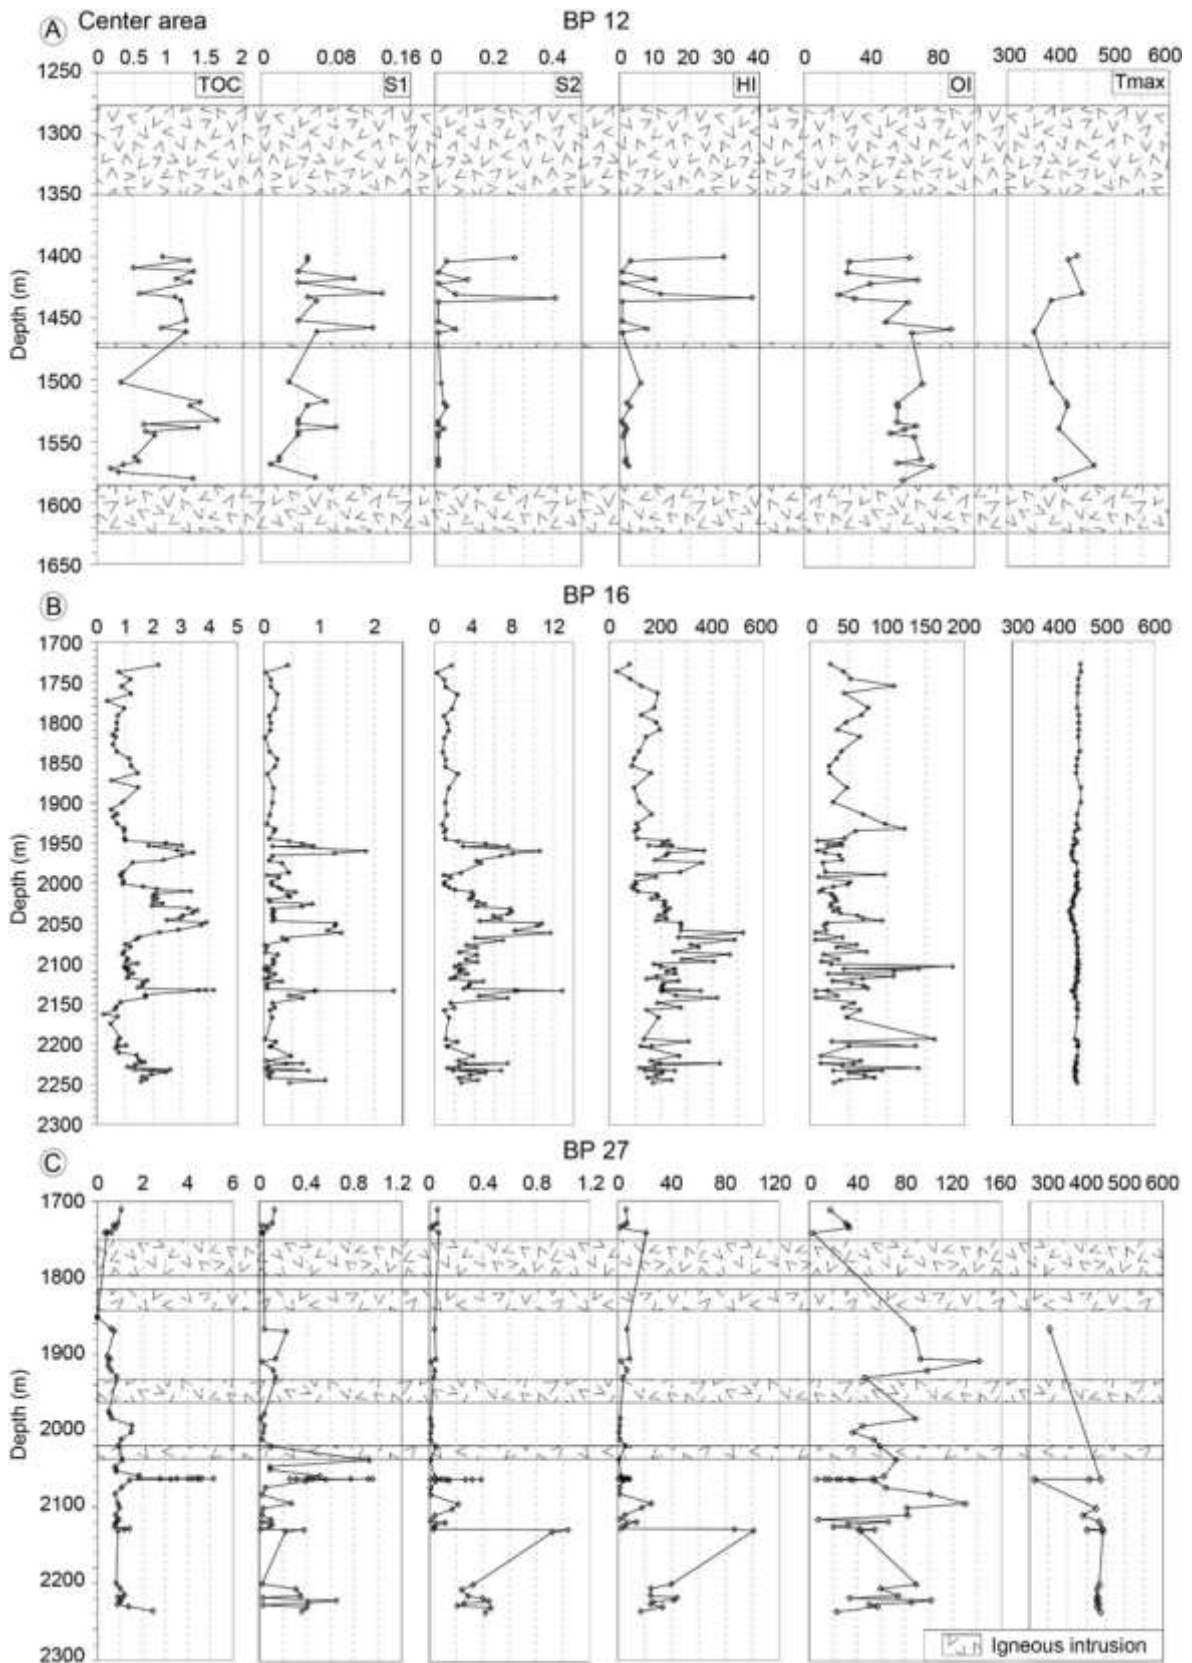 A Center area BP 12
0 0.5 1 1.5 2 0 0.08 0.16 0 0.2 0.4 0 10 20 30 40 0 40 80 300 400 500 600
1250 TOC S1 S2 HI OI Tmax
1300
1350
1400
1450
1500
1550
1600
1650
Depth (m)
B BP 16
0 1 2 3 4 5 0 1 2 0 4 8 12 0 200 400 600 0 50 100 150 200 300 400 500 600
1700
1750
1800
1850
1900
1950
2000
2050
2100
2150
2200
2250
2300
Depth (m)
C BP 27
0 2 4 6 0 0.4 0.8 1.2 0 0.4 0.8 1.2 0 40 80 120 0 40 80 120 160 300 400 500 600
1700
1800
1900
2000
2100
2200
2300
Depth (m)
Igneous intrusion